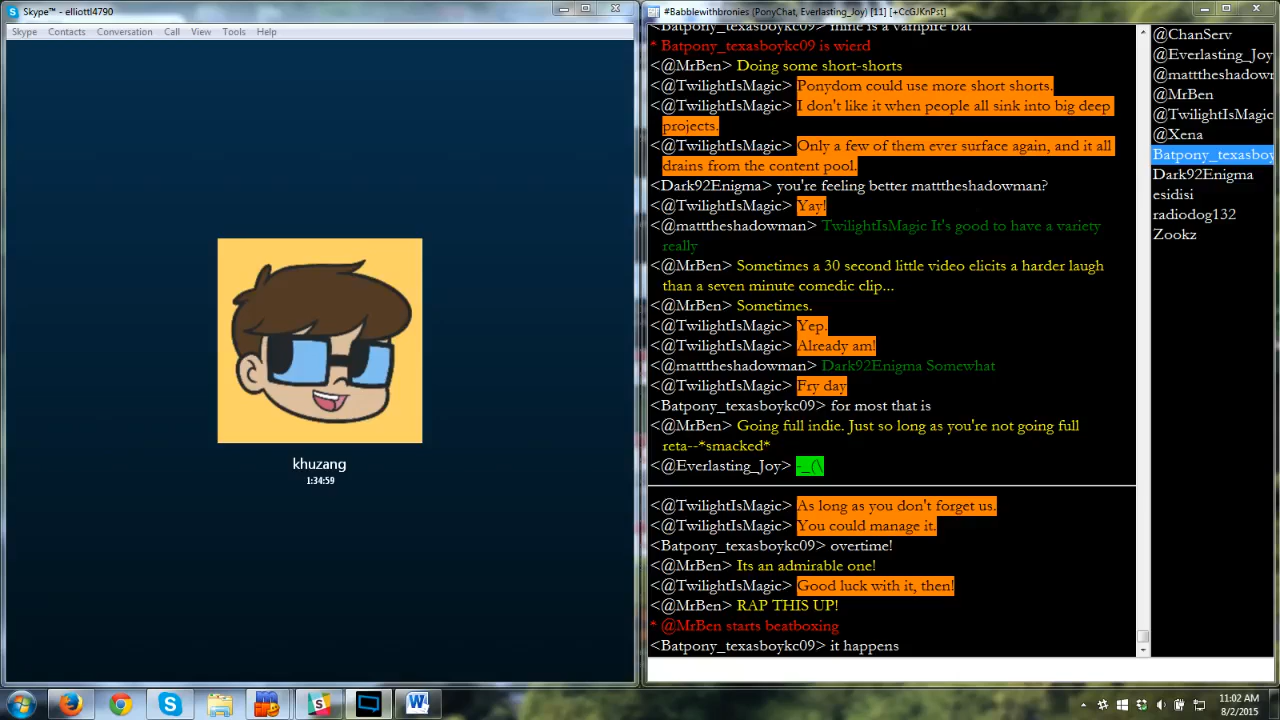 Skype™ - elliottl4790
Skype Contacts Conversation Call View Tools Help
khuzang
1:34:59
#Babblewithbronies (PonyChat, Everlasting_Joy) [11] [+CcGJKnPst]
<Batpony_texasboykc09> mine is a vampire bat
* Batpony_texasboykc09 is wierd
<@MrBen> Doing some short-shorts
<@TwilightIsMagic> Ponydom could use more short shorts.
<@TwilightIsMagic> I don't like it when people all sink into big deep
projects.
<@TwilightIsMagic> Only a few of them ever surface again, and it all
drains from the content pool.
<Dark92Enigma> you're feeling better matttheshadowman?
<@TwilightIsMagic> Yay!
<@matttheshadowman> TwilightIsMagic It's good to have a variety
really
<@MrBen> Sometimes a 30 second little video elicits a harder laugh
than a seven minute comedic clip...
<@MrBen> Sometimes.
<@TwilightIsMagic> Yep.
<@TwilightIsMagic> Already am!
<@matttheshadowman> Dark92Enigma Somewhat
<@TwilightIsMagic> Fry day
<Batpony_texasboykc09> for most that is
<@MrBen> Going full indie. Just so long as you're not going full
reta--*smacked*
<@Everlasting_Joy> -_(\
<@TwilightIsMagic> As long as you don't forget us.
<@TwilightIsMagic> You could manage it.
<Batpony_texasboykc09> overtime!
<@MrBen> Its an admirable one!
<@TwilightIsMagic> Good luck with it, then!
<@MrBen> RAP THIS UP!
* @MrBen starts beatboxing
<Batpony_texasboykc09> it happens
@ChanServ
@Everlasting_Joy
@matttheshadown
@MrBen
@TwilightIsMagic
@Xena
Batpony_texasboy
Dark92Enigma
esidisi
radiodog132
Zookz
11:02 AM
8/2/2015